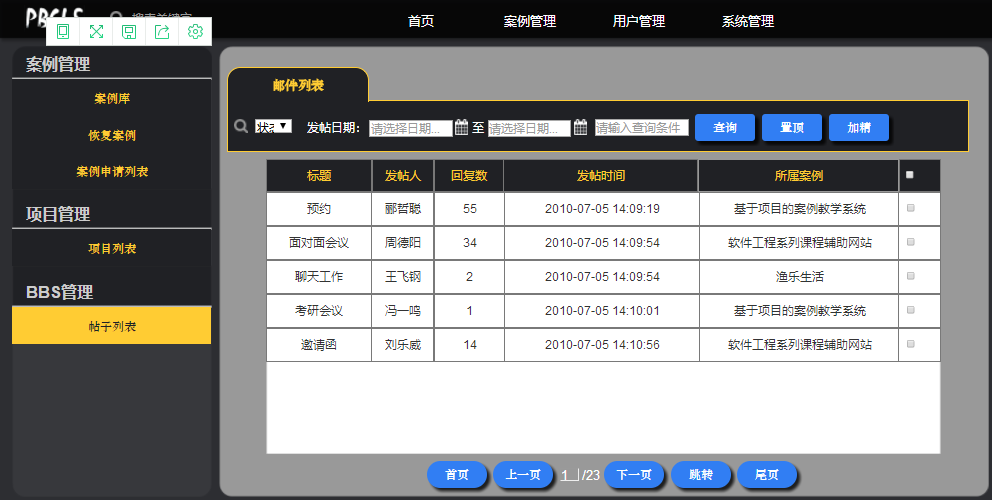 PBCLS 首页 案例管理 用户管理 系统管理
案例管理
案例库
恢复案例
案例申请列表
项目管理
项目列表
BBS管理
帖子列表
邮件列表
状态 发帖日期: 请选择日期... 至 请选择日期... 请输入查询条件 查询 置顶 加精
标题 发帖人 回复数 发帖时间 所属案例
预约 郦哲聪 55 2010-07-05 14:09:19 基于项目的案例教学系统
面对面会议 周德阳 34 2010-07-05 14:09:54 软件工程系列课程辅助网站
聊天工作 王飞钢 2 2010-07-05 14:09:54 渔乐生活
考研会议 冯一鸣 1 2010-07-05 14:10:01 基于项目的案例教学系统
邀请函 刘乐威 14 2010-07-05 14:10:56 软件工程系列课程辅助网站
首页 上一页 1 /23 下一页 跳转 尾页